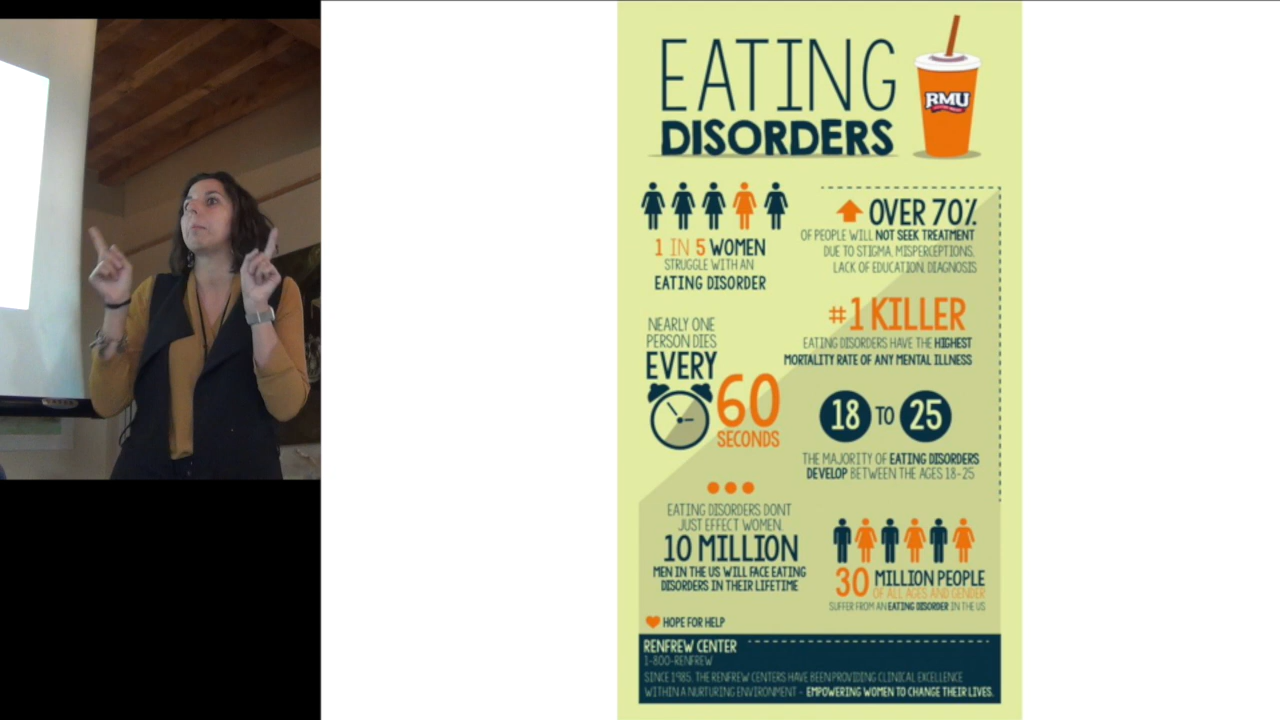 EATING
DISORDERS
RMU
1 IN 5 WOMEN
STRUGGLE WITH AN
EATING DISORDER
OVER 70%
OF PEOPLE WILL NOT SEEK TREATMENT
DUE TO STIGMA, MISPERCEPTIONS,
LACK OF EDUCATION, DIAGNOSIS
NEARLY ONE
PERSON DIES
EVERY
60
SECONDS
#1 KILLER
EATING DISORDERS HAVE THE HIGHEST
MORTALITY RATE OF ANY MENTAL ILLNESS
18 TO 25
THE MAJORITY OF EATING DISORDERS
DEVELOP BETWEEN THE AGES 18-25
EATING DISORDERS DONT
JUST EFFECT WOMEN.
10 MILLION
MEN IN THE US WILL FACE EATING
DISORDERS IN THEIR LIFETIME
30 MILLION PEOPLE
OF ALL AGES AND GENDER
SUFFER FROM AN EATING DISORDER IN THE US
HOPE FOR HELP
RENFREW CENTER
1-800-RENFREW
SINCE 1985, THE RENFREW CENTERS HAVE BEEN PROVIDING CLINICAL EXCELLENCE
WITHIN A NURTURING ENVIRONMENT - EMPOWERING WOMEN TO CHANGE THEIR LIVES.